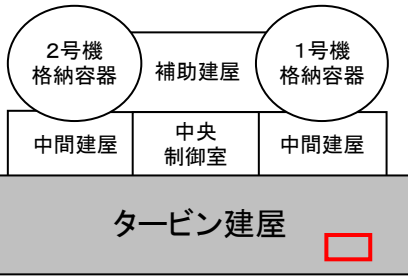 2号機
格納容器
補助建屋
1号機
格納容器
中間建屋
中央
制御室
中間建屋
タービン建屋